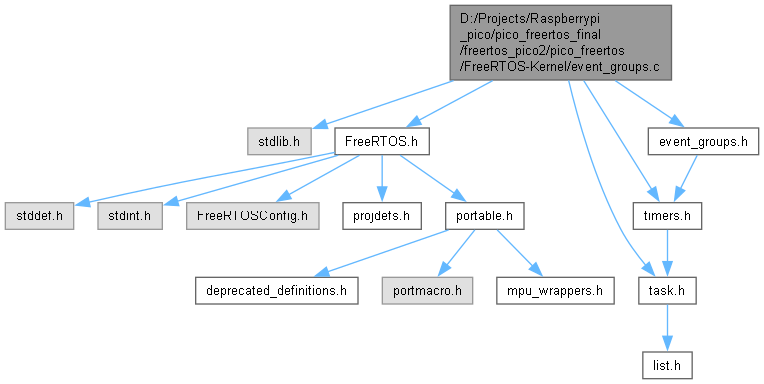 D:/Projects/Raspberrypi
_pico/pico_freertos_final
/freertos_pico2/pico_freertos
/FreeRTOS-Kernel/event_groups.c
stdlib.h
FreeRTOS.h
event_groups.h
stddef.h
stdint.h
FreeRTOSConfig.h
projdefs.h
portable.h
timers.h
deprecated_definitions.h
portmacro.h
mpu_wrappers.h
task.h
list.h